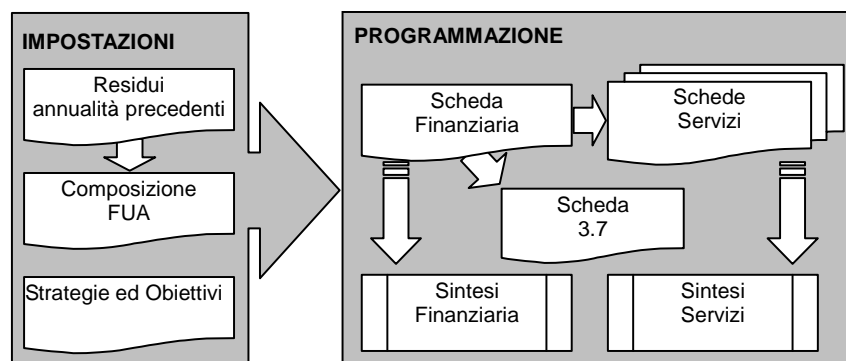 IMPOSTAZIONI
Residui
annualità precedenti
Composizione
FUA
Strategie ed Obiettivi
PROGRAMMAZIONE
Scheda
Finanziaria
Schede
Servizi
Scheda
3.7
Sintesi
Finanziaria
Sintesi
Servizi